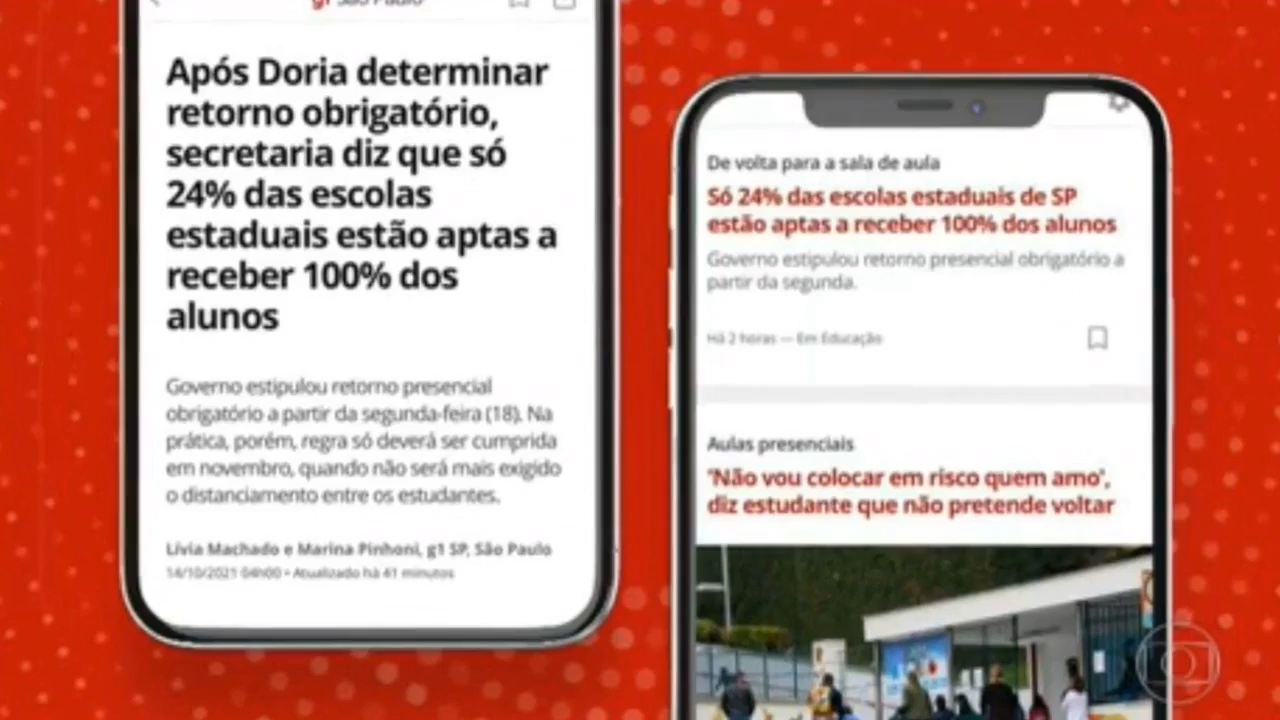 g1 São Paulo
Após Doria determinar
retorno obrigatório,
secretaria diz que só
24% das escolas
estaduais estão aptas a
receber 100% dos
alunos
Governo estipulou retorno presencial
obrigatório a partir da segunda-feira (18). Na
prática, porém, regra só deverá ser cumprida
em novembro, quando não será mais exigido
o distanciamento entre os estudantes.
Lívia Machado e Marina Pinhoni, g1 SP, São Paulo
14/10/2021 04h00 • Atualizado há 41 minutos
De volta para a sala de aula
Só 24% das escolas estaduais de SP
estão aptas a receber 100% dos alunos
Governo estipulou retorno presencial obrigatório a
partir da segunda.
Há 2 horas — Em Educação
Aulas presenciais
'Não vou colocar em risco quem amo',
diz estudante que não pretende voltar